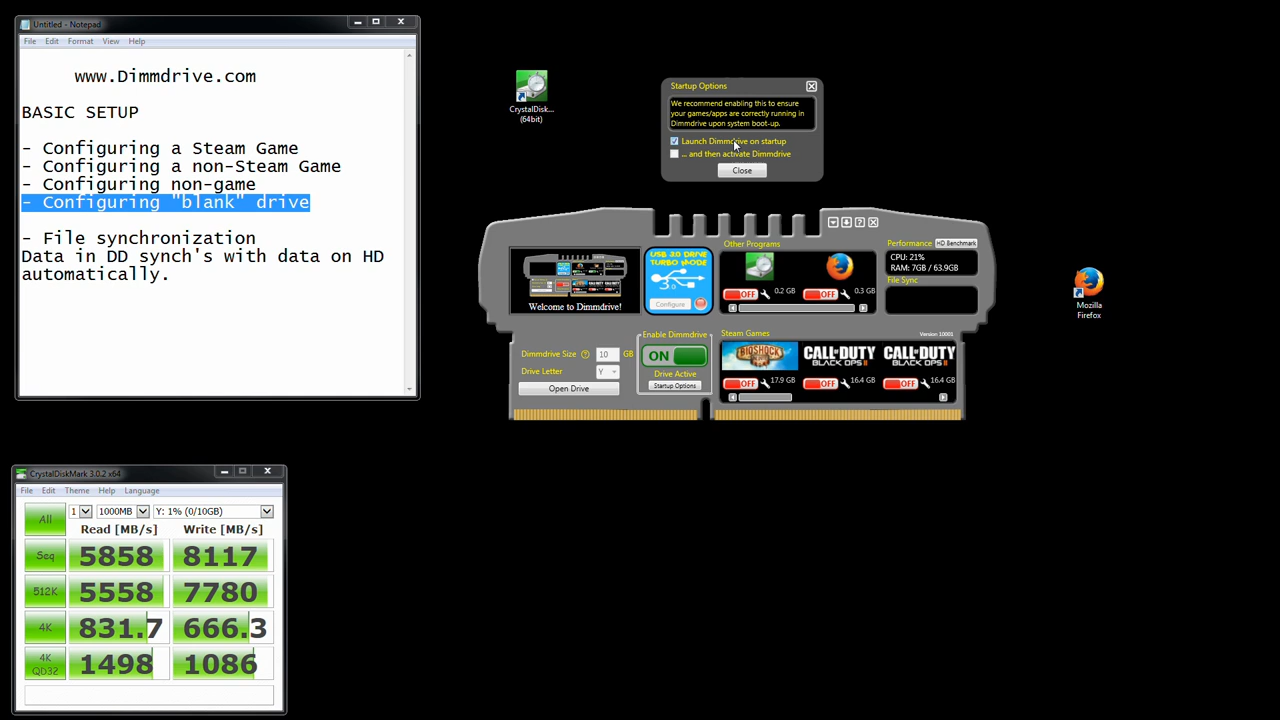 Untitled - Notepad
File Edit Format View Help
www.Dimmdrive.com
BASIC SETUP
- Configuring a Steam Game
- Configuring a non-Steam Game
- Configuring non-game
- Configuring "blank" drive
- File synchronization
Data in DD synch's with data on HD
automatically.
CrystalDisk...
(64bit)
Startup Options
We recommend enabling this to ensure
your games/apps are correctly running in
Dimmdrive upon system boot-up.
Launch Dimmdrive on startup
... and then activate Dimmdrive
Close
Welcome to Dimmdrive!
USB 3.0 DRIVE
TURBO MODE
3.0
Configure
Other Programs
OFF 0.2 GB OFF 0.3 GB
Performance HD Benchmark
CPU: 21%
RAM: 7GB / 63.9GB
File Sync
Dimmdrive Size ? 10 GB
Drive Letter Y
Open Drive
Enable Dimmdrive
ON
Drive Active
Startup Options
Steam Games
Version 10001
BIOSHOCK CALL OF DUTY CALL OF DUTY
BLACK OPS II BLACK OPS II
OFF 17.9 GB OFF 16.4 GB OFF 16.4 GB
Mozilla
Firefox
CrystalDiskMark 3.0.2 x64
File Edit Theme Help Language
All 1 1000MB Y: 1% (0/10GB)
Read [MB/s] Write [MB/s]
Seq 5858 8117
512K 5558 7780
4K 831.7 666.3
4K
QD32 1498 1086